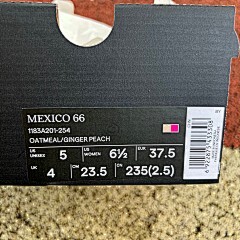 MEXICO 66
1183A201-254
OATMEAL/GINGER PEACH
US UNISEX 5 US WOMEN 6½ EUR 37.5
UK 4 CM 23.5 CN 235(2.5)